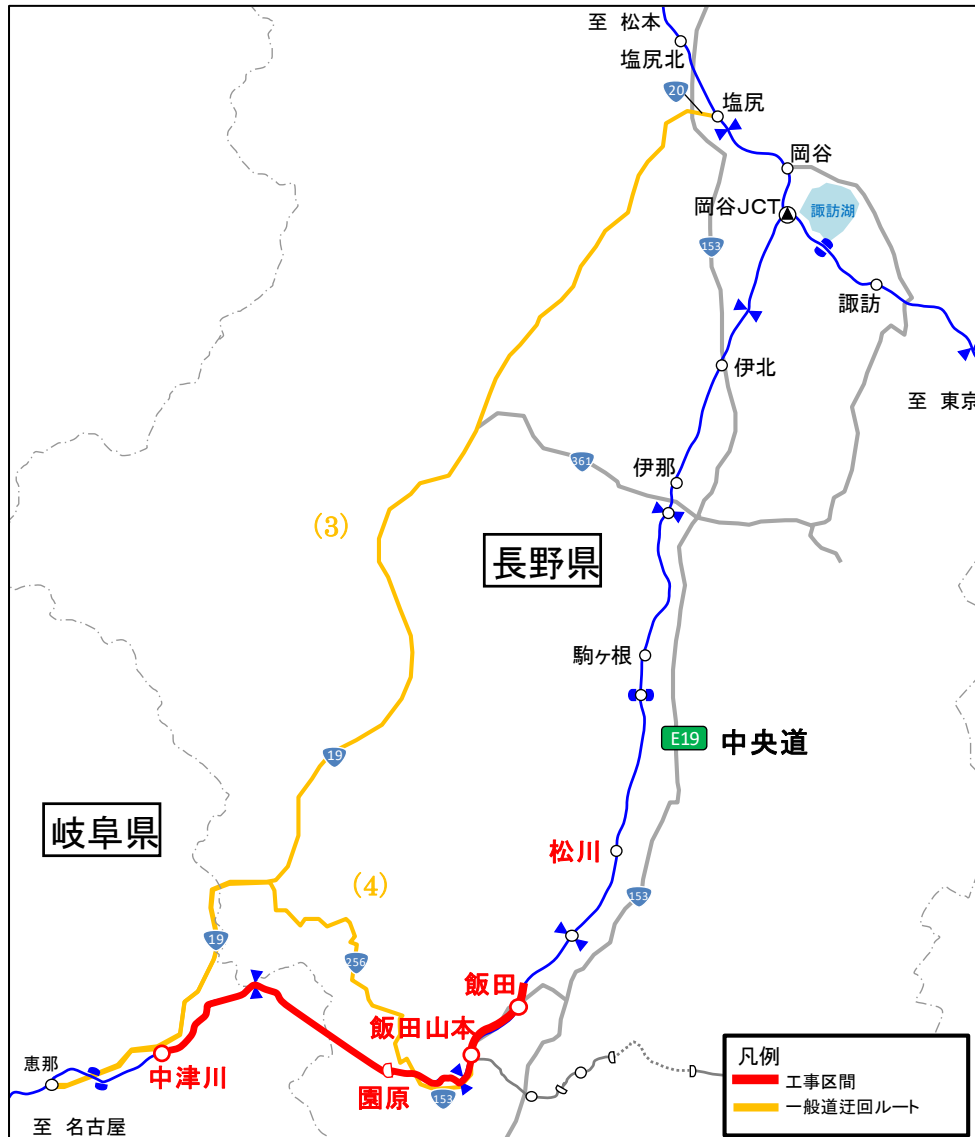 至 松本
塩尻北
20
塩尻
岡谷
岡谷JCT
諏訪湖
153
諏訪
伊北
至 東京
361
伊那
(3)
長野県
駒ヶ根
E19
中央道
19
岐阜県
松川
(4)
153
19
256
飯田
飯田山本
恵那
中津川
園原
153
至 名古屋
凡例
工事区間
一般道迂回ルート